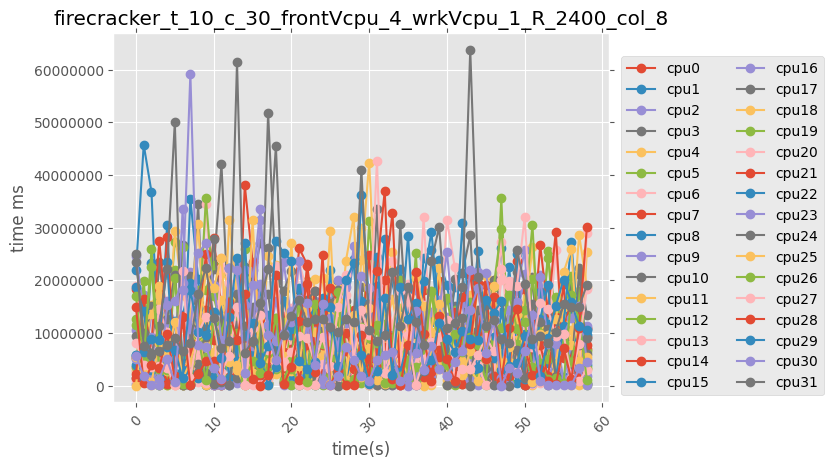 firecracker_t_10_c_30_frontVcpu_4_wrkVcpu_1_R_2400_col_8
time ms
60000000
50000000
40000000
30000000
20000000
10000000
0
0
10
20
30
40
50
60
time(s)
cpu0
cpu1
cpu2
cpu3
cpu4
cpu5
cpu6
cpu7
cpu8
cpu9
cpu10
cpu11
cpu12
cpu13
cpu14
cpu15
cpu16
cpu17
cpu18
cpu19
cpu20
cpu21
cpu22
cpu23
cpu24
cpu25
cpu26
cpu27
cpu28
cpu29
cpu30
cpu31